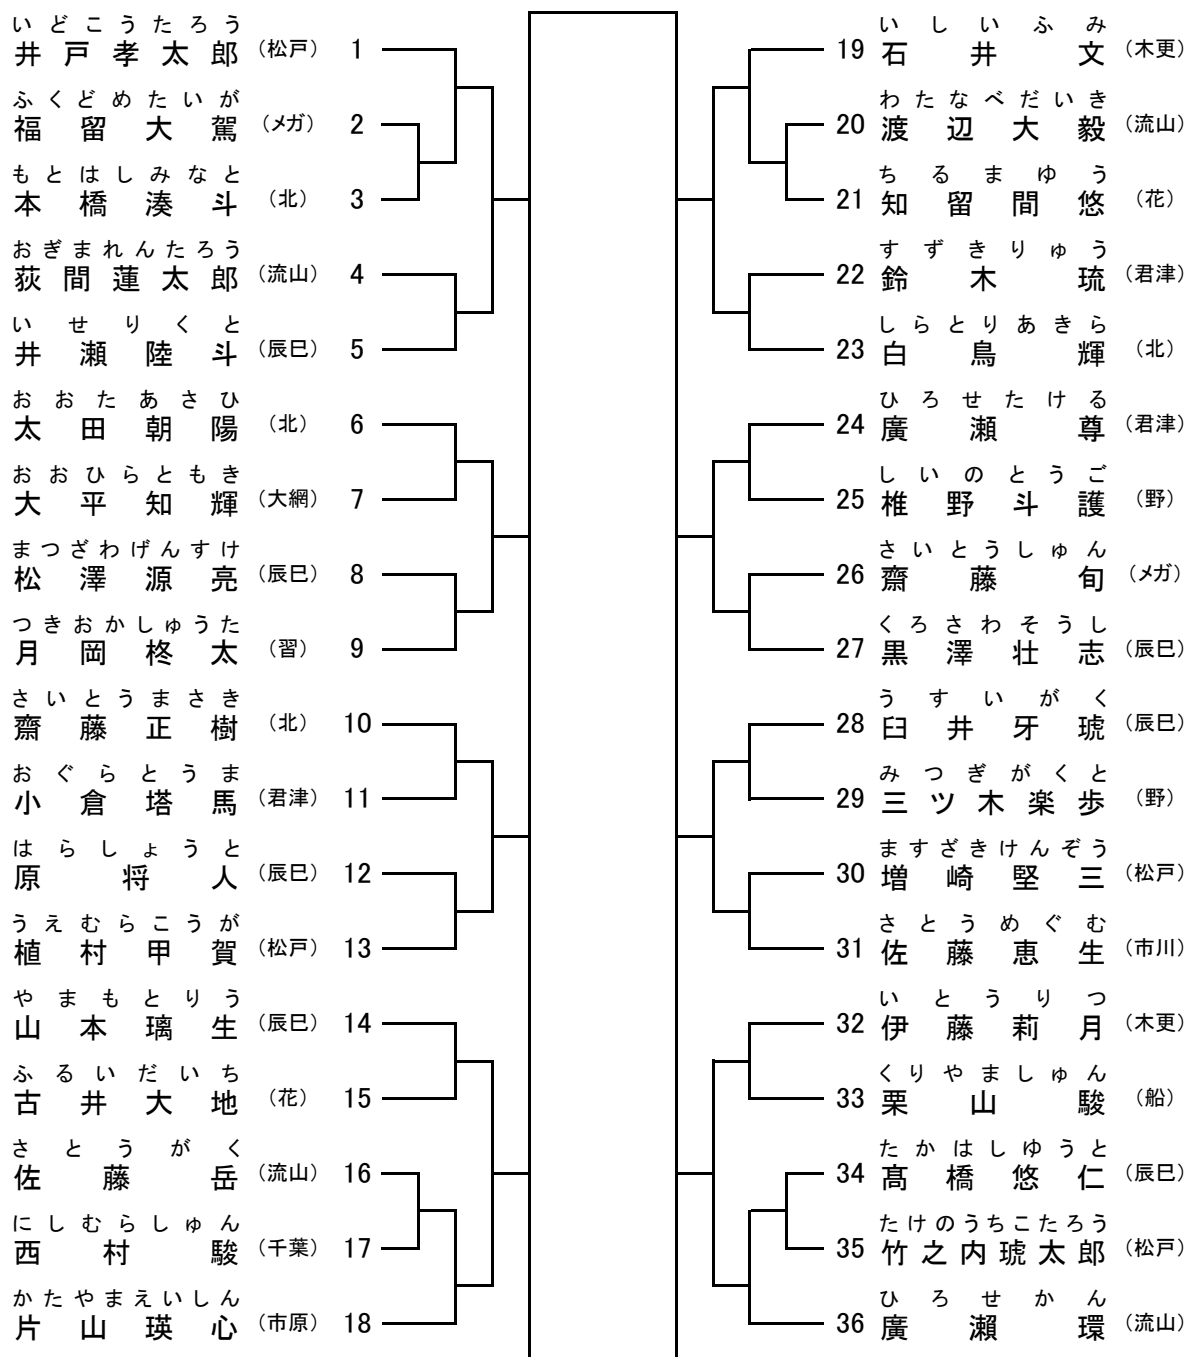 いどこうたろう
井戸孝太郎 （松戸） 1
ふくどめたいが
福留大駕 （メガ） 2
もとはしみなと
本橋湊斗 （北） 3
おぎまれんたろう
荻間蓮太郎 （流山） 4
いせりくと
井瀬陸斗 （辰巳） 5
おおたあさひ
太田朝陽 （北） 6
おおひらともき
大平知輝 （大網） 7
まつざわげんすけ
松澤源亮 （辰巳） 8
つきおかしゅうた
月岡柊太 （習） 9
さいとうまさき
齋藤正樹 （北） 10
おぐらとうま
小倉塔馬 （君津） 11
はらしょうと
原将人 （辰巳） 12
うえむらこうが
植村甲賀 （松戸） 13
やまもとりう
山本璃生 （辰巳） 14
ふるいだいち
古井大地 （花） 15
さとうがく
佐藤岳 （流山） 16
にしむらしゅん
西村駿 （千葉） 17
かたやまえいしん
片山瑛心 （市原） 18
いしいふみ
19 石井文 （木更）
わたなべだいき
20 渡辺大毅 （流山）
ちるまゆう
21 知留間悠 （花）
すずきりゅう
22 鈴木琉 （君津）
しらとりあきら
23 白鳥輝 （北）
ひろせたける
24 廣瀬尊 （君津）
しいのとうご
25 椎野斗護 （野）
さいとうしゅん
26 齋藤旬 （メガ）
くろさわそうし
27 黒澤壮志 （辰巳）
うすいがく
28 臼井牙琥 （辰巳）
みつぎがくと
29 三ツ木楽歩 （野）
ますざきけんぞう
30 増崎堅三 （松戸）
さとうめぐむ
31 佐藤恵生 （市川）
いとうりつ
32 伊藤莉月 （木更）
くりやましゅん
33 栗山駿 （船）
たかはしゆうと
34 髙橋悠仁 （辰巳）
たけのうちこたろう
35 竹之内琥太郎 （松戸）
ひろせかん
36 廣瀬環 （流山）